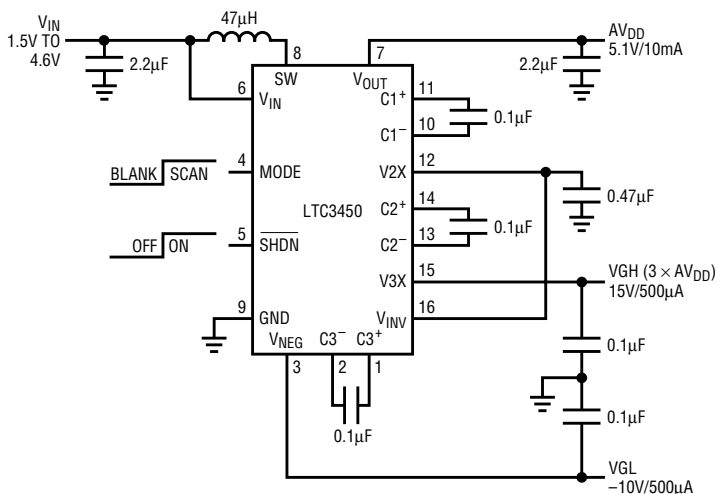 VIN
1.5V TO
4.6V
47µH
2.2µF
8
SW
7
VOUT
AVDD
5.1V/10mA
2.2µF
6
VIN
11
C1+
0.1µF
10
C1–
BLANK SCAN
4
MODE
12
V2X
0.47µF
LTC3450
14
C2+
0.1µF
OFF ON
5
SHDN
13
C2–
15
V3X
VGH (3 × AVDD)
15V/500µA
9
GND
16
VINV
VNEG
C3–
C3+
3
2
1
0.1µF
0.1µF
0.1µF
VGL
–10V/500µA